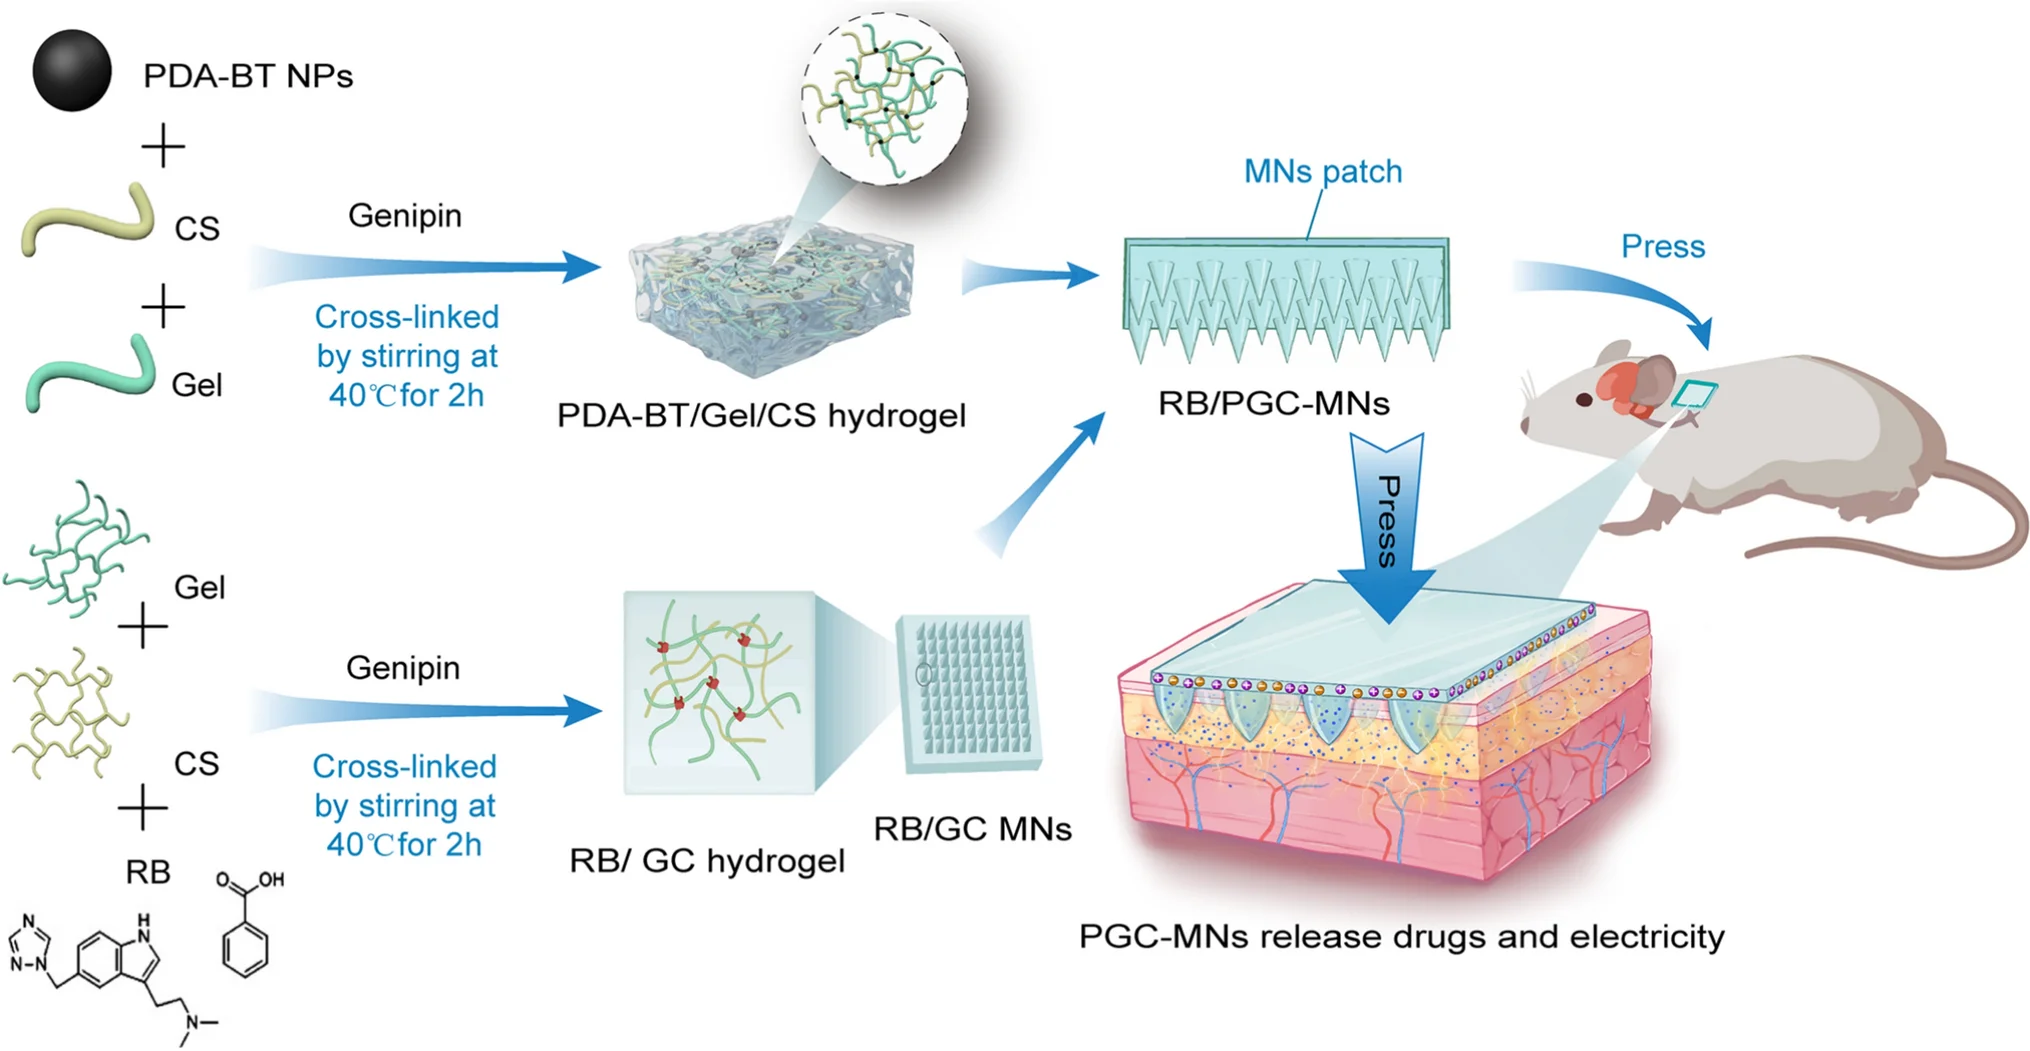 PDA-BT NPs
+
CS
+
Gel
Genipin
Cross-linked
by stirring at
40℃for 2h
PDA-BT/Gel/CS hydrogel
MNs patch
RB/PGC-MNs
Press
Press
Gel
+
CS
+
RB
O
OH
N
N
N
H
N
N
Genipin
Cross-linked
by stirring at
40℃for 2h
RB/ GC hydrogel
RB/GC MNs
PGC-MNs release drugs and electricity